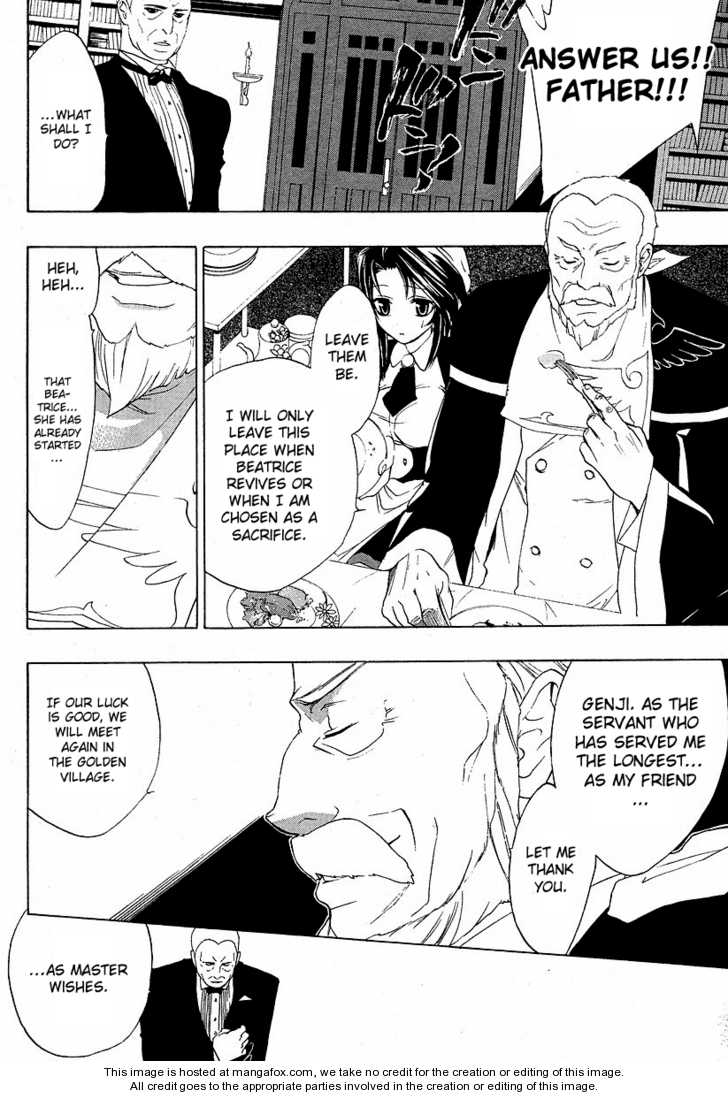 ANSWER US!!
FATHER!!!
...WHAT
SHALL I
DO?
LEAVE
THEM
BE.
I WILL ONLY
LEAVE THIS
PLACE WHEN
BEATRICE
REVIVES OR
WHEN I AM
CHOSEN AS A
SACRIFICE.
HEH,
HEH...
THAT
BEA-
TRICE...
SHE HAS
ALREADY
STARTED
...
GENJI. AS THE
SERVANT WHO
HAS SERVED ME
THE LONGEST...
AS MY FRIEND
...
LET ME
THANK
YOU.
IF OUR LUCK
IS GOOD, WE
WILL MEET
AGAIN IN
THE GOLDEN
VILLAGE.
...AS MASTER
WISHES.
This image is hosted at mangafox.com, we take no credit for the creation or editing of this image.
All credit goes to the appropriate parties involved in the creation or editing of this image.